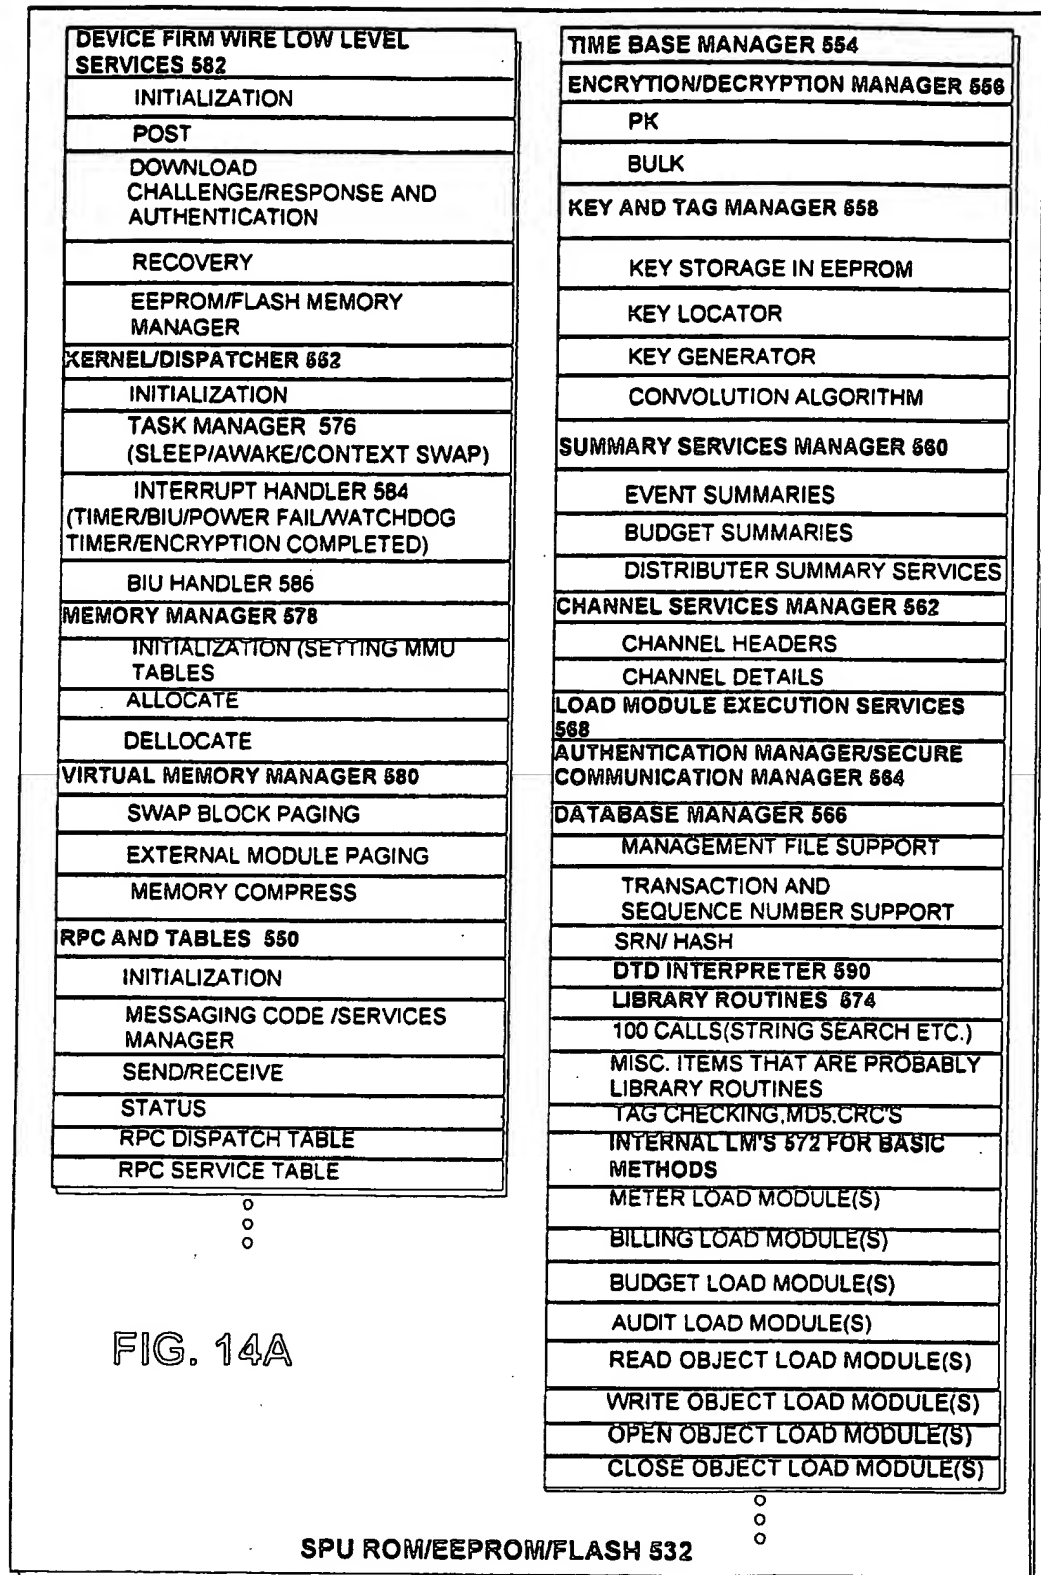 DEVICE FIRM WIRE LOW LEVEL
SERVICES 582
INITIALIZATION
POST
DOWNLOAD
CHALLENGE/RESPONSE AND
AUTHENTICATION
RECOVERY
EEPROM/FLASH MEMORY
MANAGER
KERNEL/DISPATCHER 552
INITIALIZATION
TASK MANAGER 576
(SLEEP/AWAKE/CONTEXT SWAP)
INTERRUPT HANDLER 584
(TIMER/BIU/POWER FAIL/WATCHDOG
TIMER/ENCRYPTION COMPLETED)
BIU HANDLER 586
MEMORY MANAGER 578
INITIALIZATION (SETTING MMU
TABLES
ALLOCATE
DELLOCATE
VIRTUAL MEMORY MANAGER 580
SWAP BLOCK PAGING
EXTERNAL MODULE PAGING
MEMORY COMPRESS
RPC AND TABLES 550
INITIALIZATION
MESSAGING CODE /SERVICES
MANAGER
SEND/RECEIVE
STATUS
RPC DISPATCH TABLE
RPC SERVICE TABLE
TIME BASE MANAGER 554
ENCRYTION/DECRYPTION MANAGER 556
PK
BULK
KEY AND TAG MANAGER 558
KEY STORAGE IN EEPROM
KEY LOCATOR
KEY GENERATOR
CONVOLUTION ALGORITHM
SUMMARY SERVICES MANAGER 560
EVENT SUMMARIES
BUDGET SUMMARIES
DISTRIBUTER SUMMARY SERVICES
CHANNEL SERVICES MANAGER 562
CHANNEL HEADERS
CHANNEL DETAILS
LOAD MODULE EXECUTION SERVICES
568
AUTHENTICATION MANAGER/SECURE
COMMUNICATION MANAGER 564
DATABASE MANAGER 566
MANAGEMENT FILE SUPPORT
TRANSACTION AND
SEQUENCE NUMBER SUPPORT
SRN/ HASH
DTD INTERPRETER 590
LIBRARY ROUTINES 574
100 CALLS(STRING SEARCH ETC.)
MISC. ITEMS THAT ARE PROBABLY
LIBRARY ROUTINES
TAG CHECKING,MD5,CRC'S
INTERNAL LM'S 572 FOR BASIC
METHODS
METER LOAD MODULE(S)
BILLING LOAD MODULE(S)
BUDGET LOAD MODULE(S)
AUDIT LOAD MODULE(S)
READ OBJECT LOAD MODULE(S)
WRITE OBJECT LOAD MODULE(S)
OPEN OBJECT LOAD MODULE(S)
CLOSE OBJECT LOAD MODULE(S)
FIG. 14A
SPU ROM/EEPROM/FLASH 532